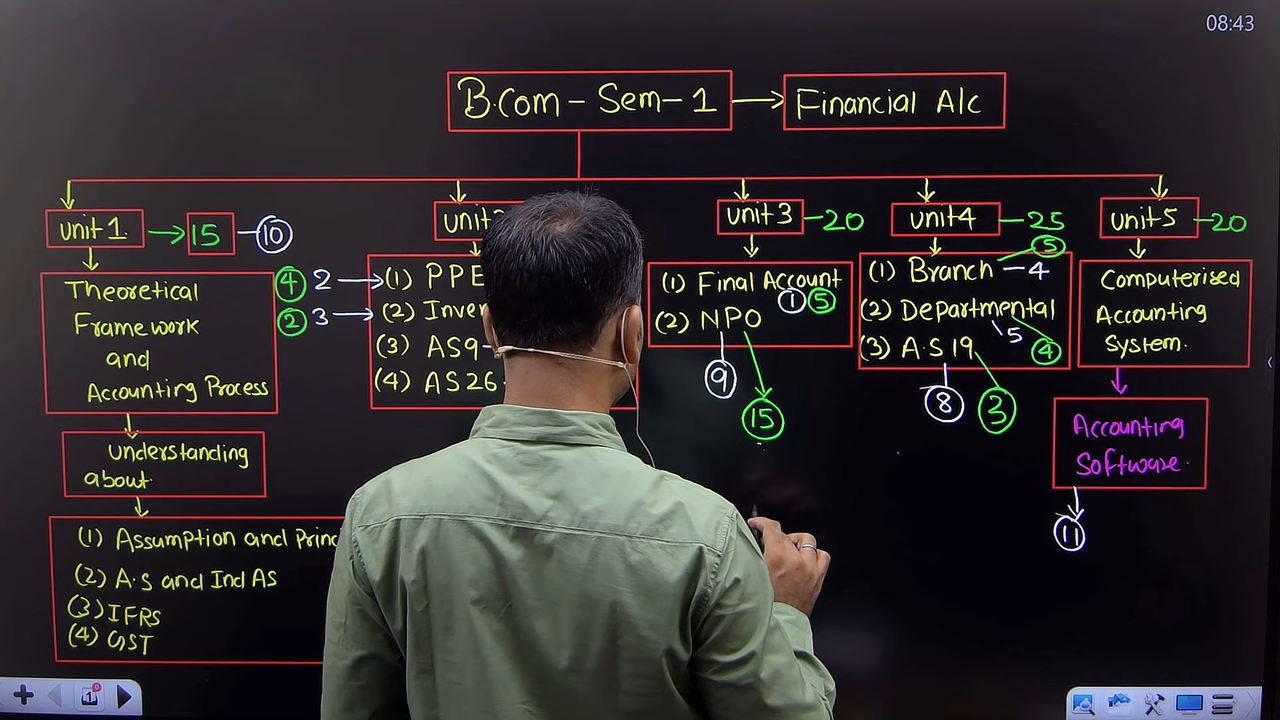 08:43
B.Com - Sem - 1 → Financial A/c
unit 1 → 15 - 10
Theoretical
Framework
and
Accounting Process
understanding
about
(1) Assumption and
(2) A.S and Ind AS
(3) IFRS
(4) GST
4 2 → (1) PPE
2 3 → (2)
(3) AS9
(4) AS26
unit 3 - 20
(1) Final Account
1 5
(2) NPO
9
15
unit 4 - 25
5
(1) Branch - 4
(2) Departmental
5 4
(3) A.S 19
8 3
unit 5 - 20
Computerised
Accounting
System.
Accounting
Software.
11
1